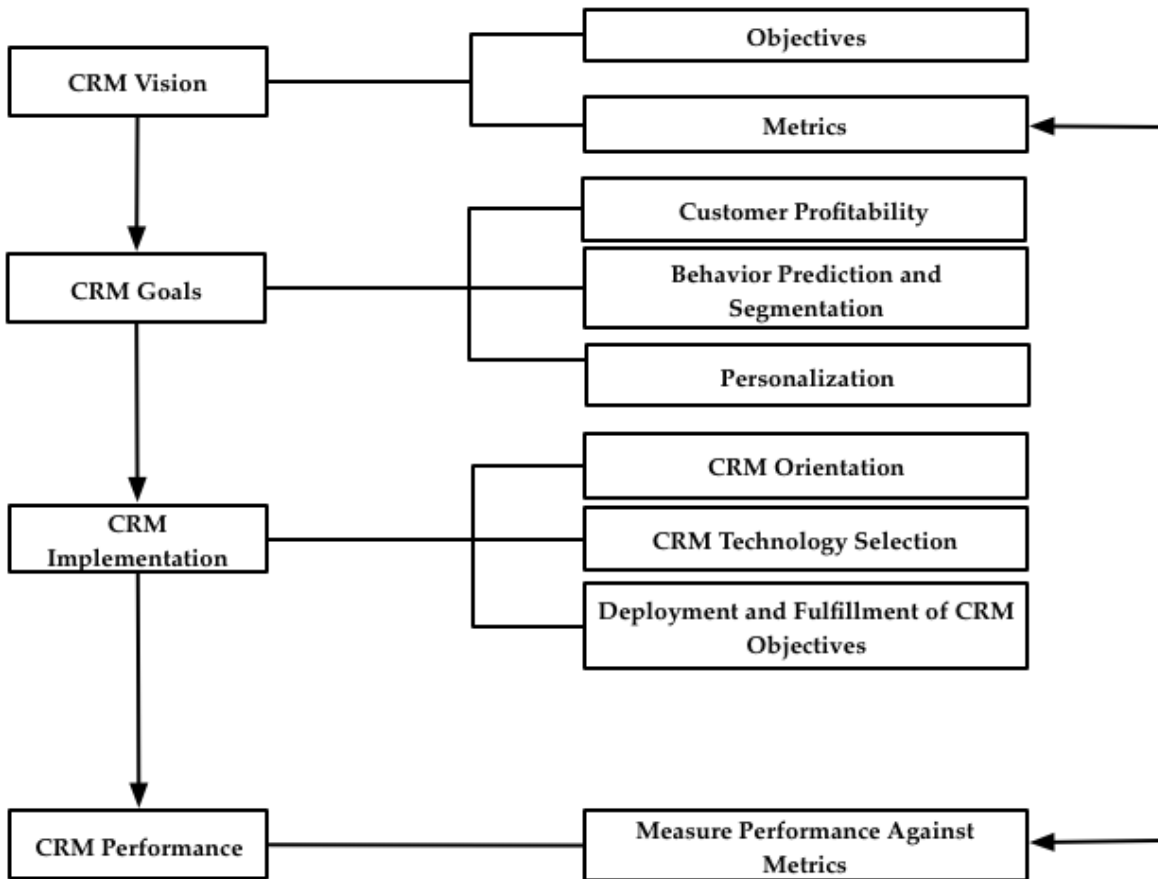 Objectives
CRM Vision
Metrics
Customer Profitability
CRM Goals
Behavior Prediction and
Segmentation
Personalization
CRM Orientation
CRM
Implementation
CRM Technology Selection
Deployment and Fulfillment of CRM
Objectives
CRM Performance
Measure Performance Against
Metrics